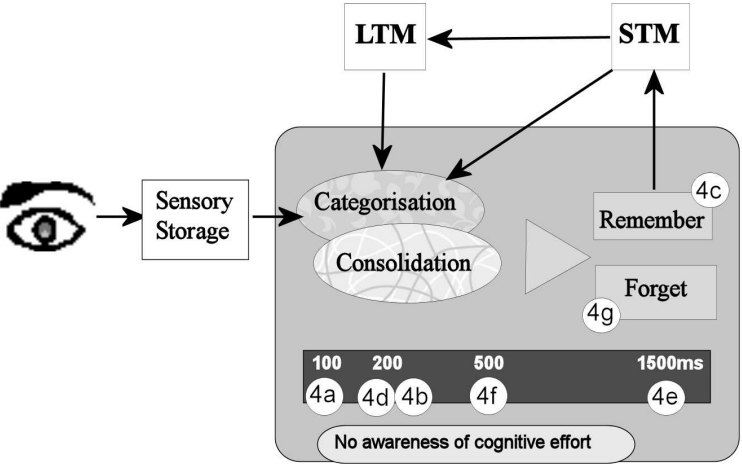 LTM
STM
Sensory
Storage
Categorisation
Consolidation
4c
Remember
Forget
4g
100 200 500 1500ms
4a 4d 4b 4f 4e
No awareness of cognitive effort